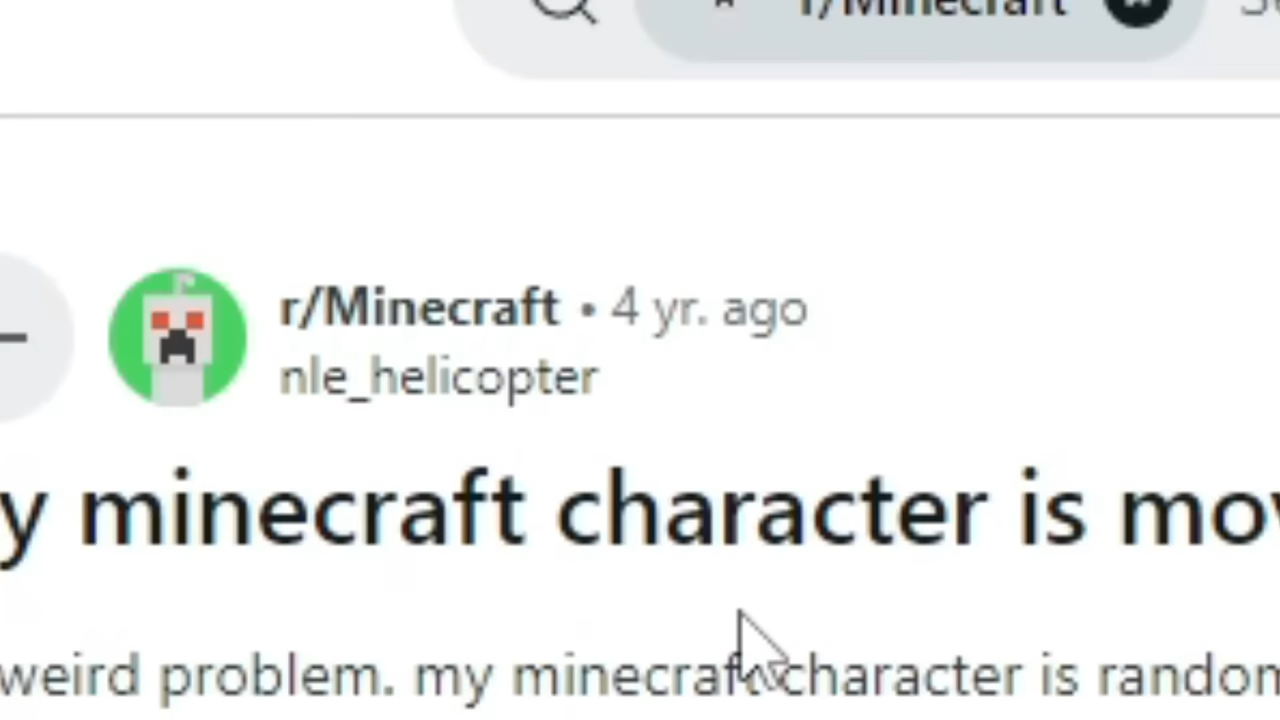 r/Minecraft
r/Minecraft • 4 yr. ago
nle_helicopter
y minecraft character is mov
weird problem. my minecraft character is random